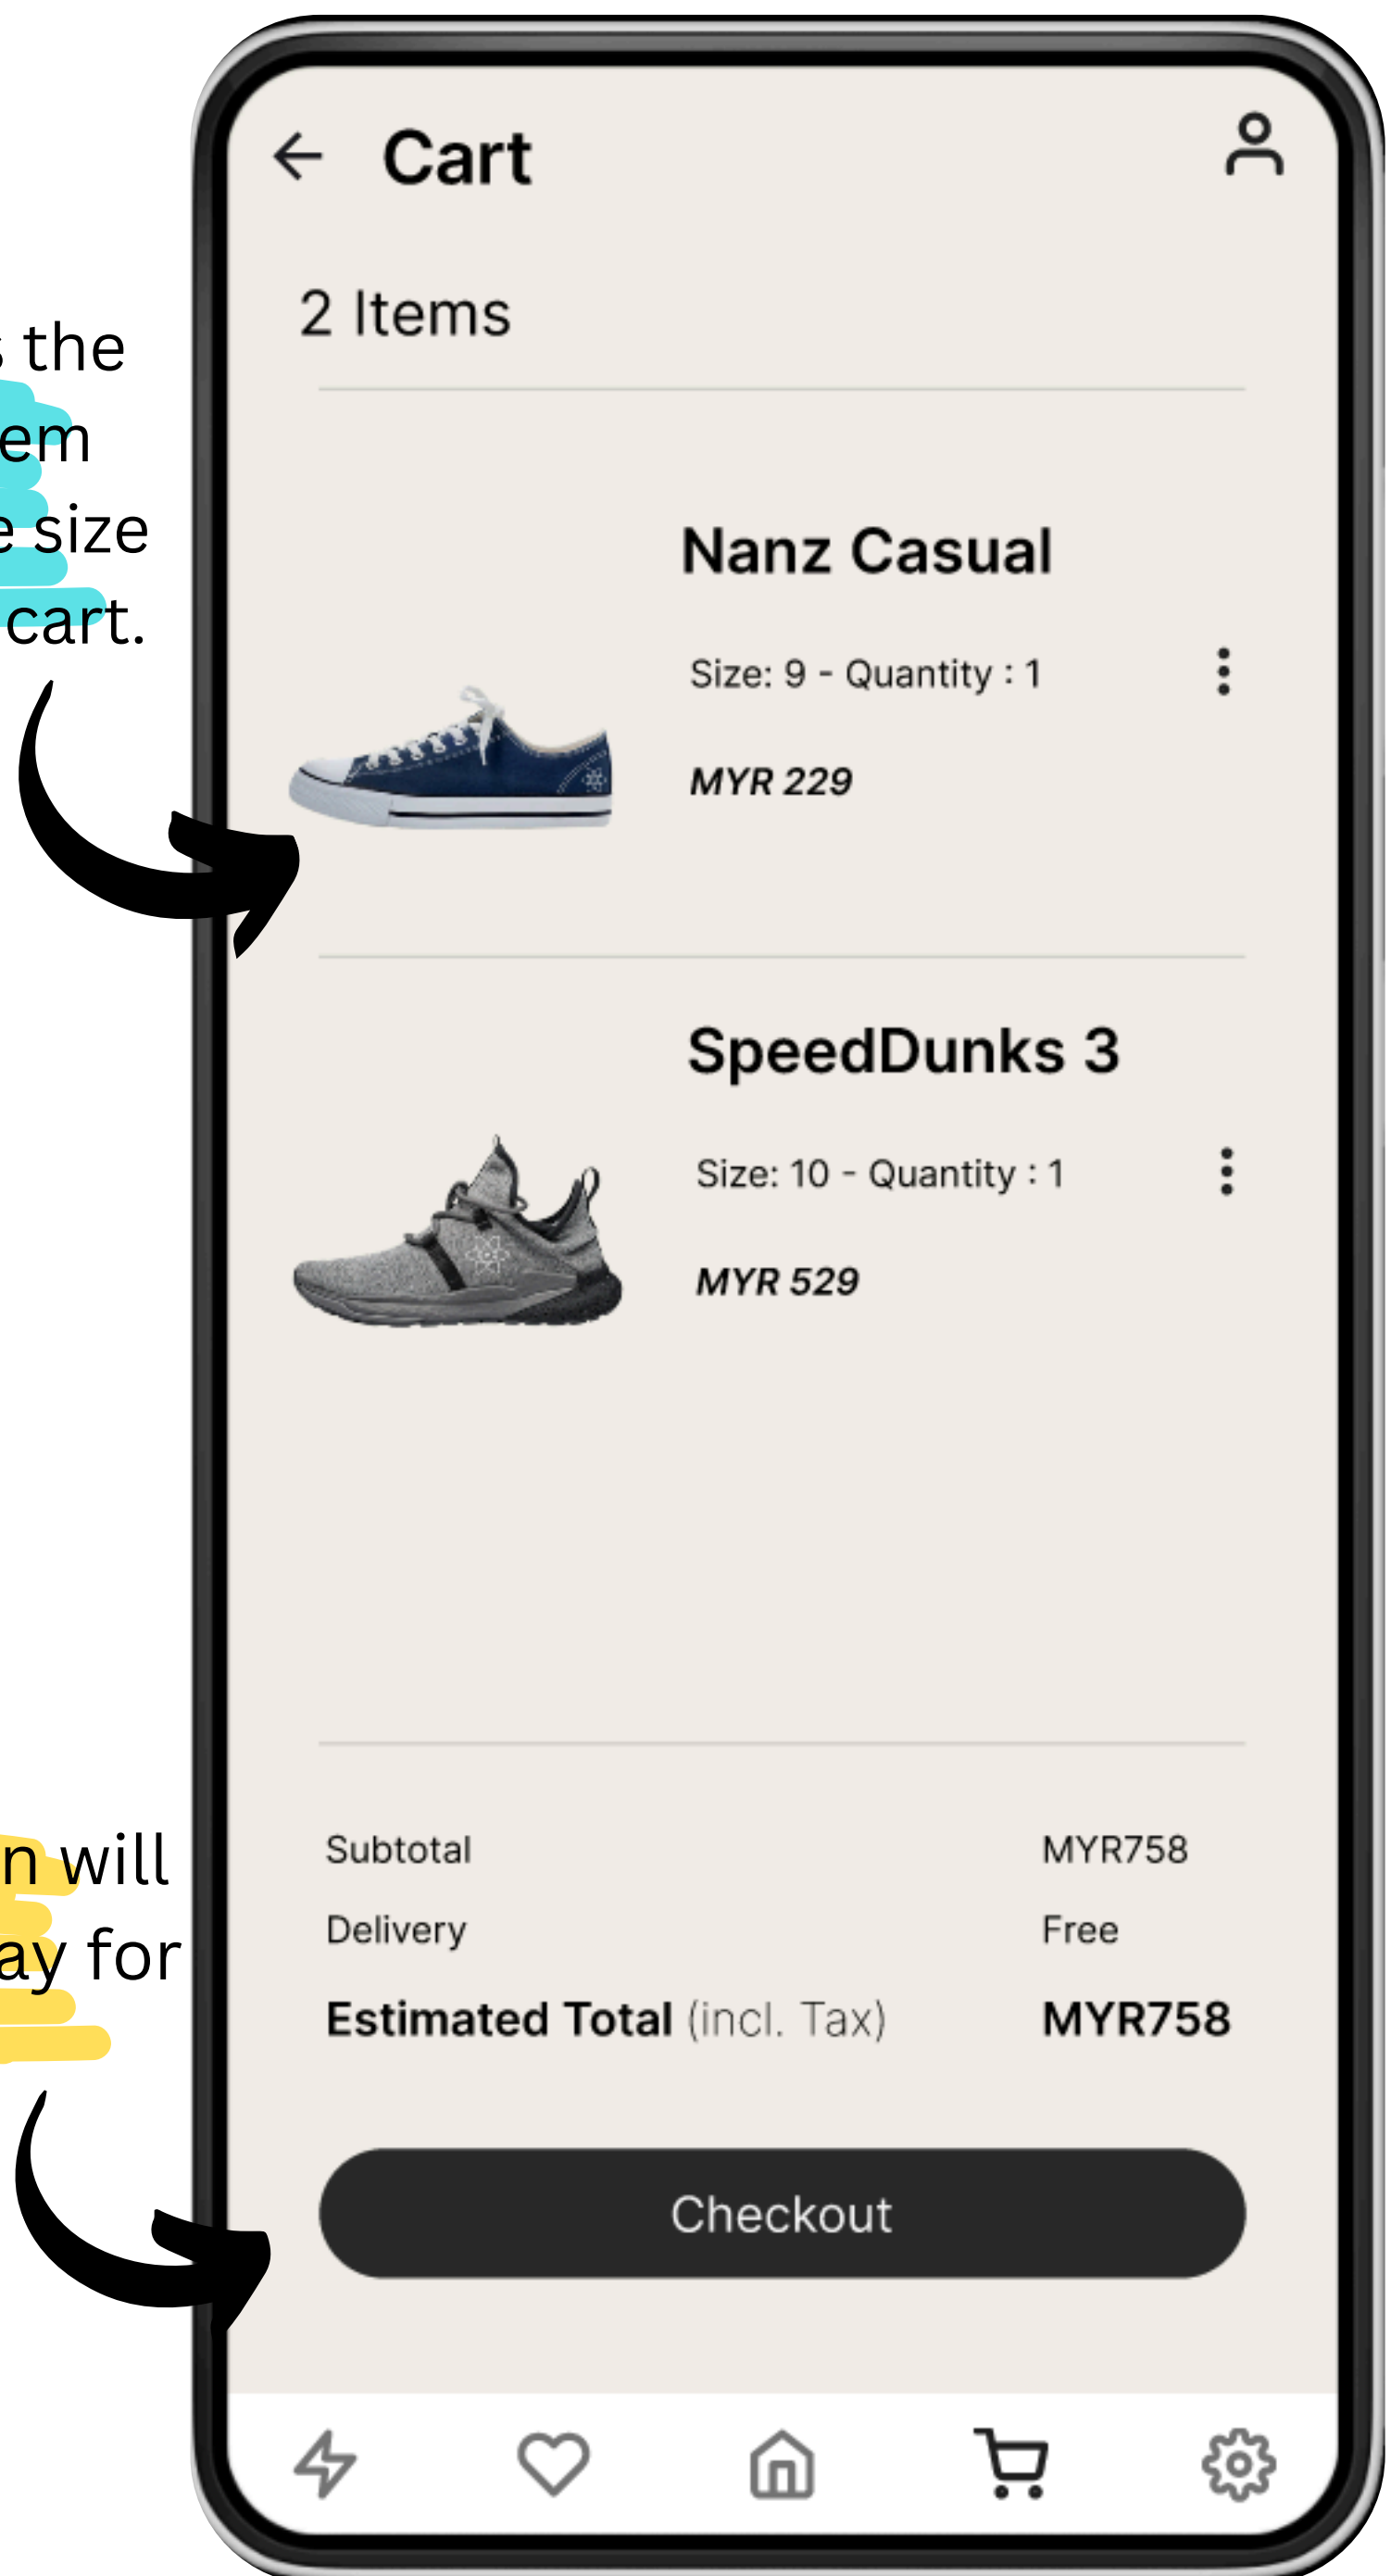 Cart
2 Items
the
size
cart.
Nanz Casual
Size: 9 - Quantity : 1
MYR 229
SpeedDunks 3
Size: 10 - Quantity : 1
MYR 529
will
for
Subtotal MYR758
Delivery Free
Estimated Total (incl. Tax) MYR758
Checkout